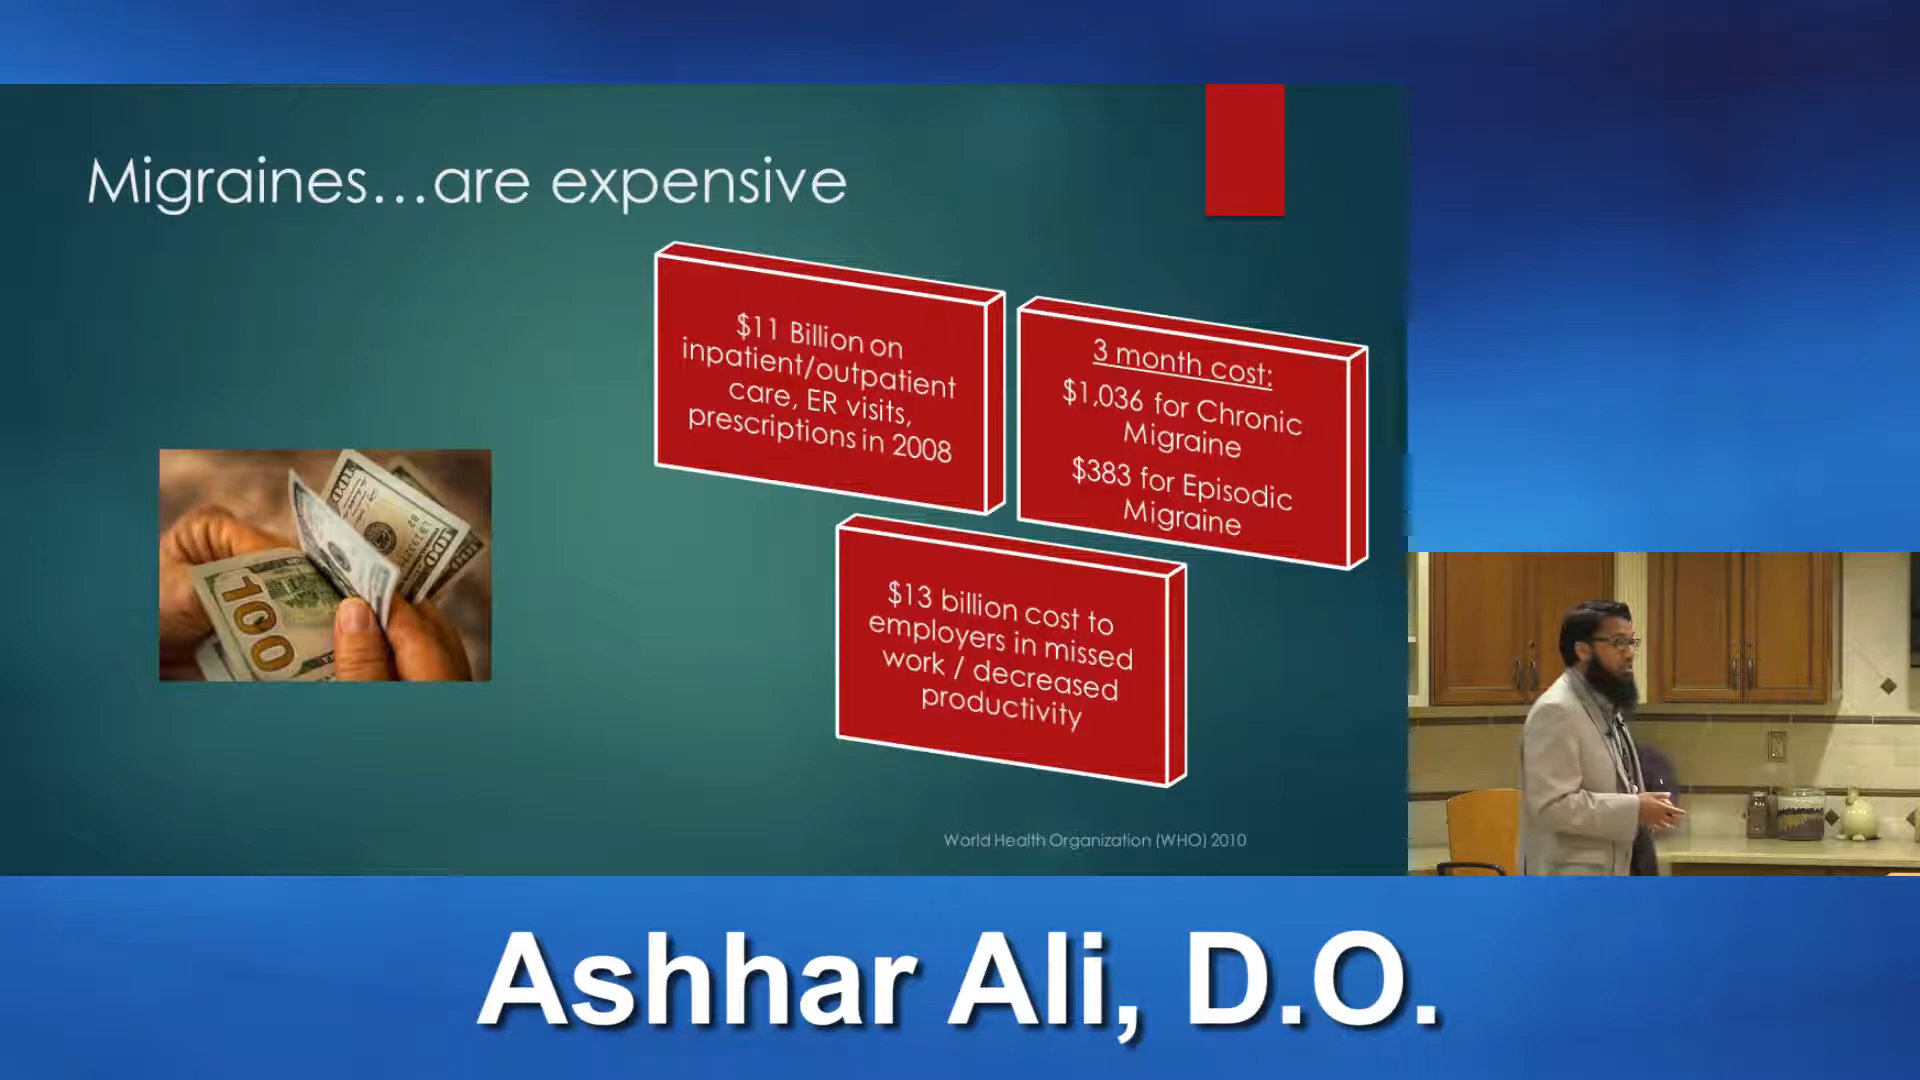 Migraines...are expensive
$11 Billion on
inpatient/outpatient
care, ER visits,
prescriptions in 2008
3 month cost:
$1,036 for Chronic
Migraine
$383 for Episodic
Migraine
$13 billion cost to
employers in missed
work / decreased
productivity
100
World Health Organization (WHO) 2010
Ashhar Ali, D.O.